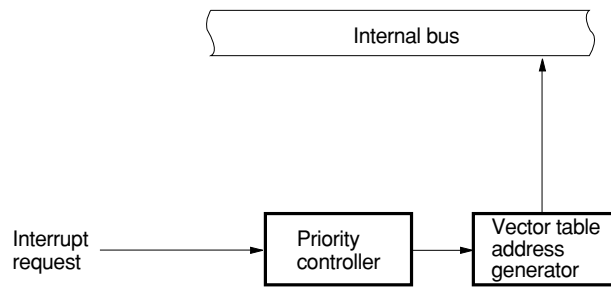 Internal bus
Interrupt
request
Priority
controller
Vector table
address
generator